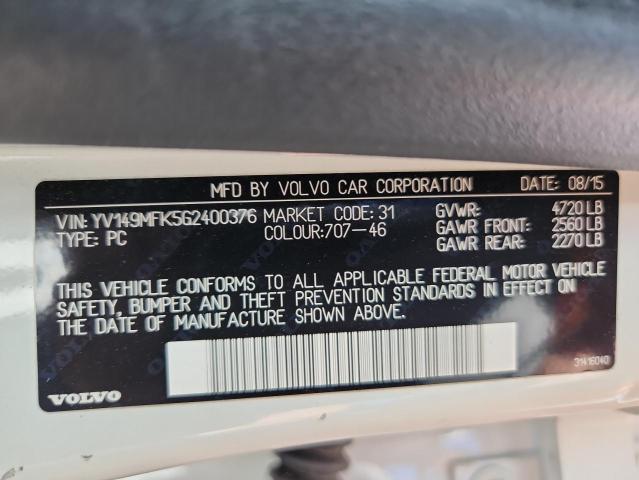 MFD BY VOLVO CAR CORPORATION DATE: 08/15
VIN: YV149MFK5G2400376 MARKET CODE: 31 GVWR: 4720 LB
TYPE: PC COLOUR:707-46 GAWR FRONT: 2560 LB
GAWR REAR: 2270 LB
THIS VEHICLE CONFORMS TO ALL APPLICABLE FEDERAL MOTOR VEHICLE
SAFETY, BUMPER AND THEFT PREVENTION STANDARDS IN EFFECT ON
THE DATE OF MANUFACTURE SHOWN ABOVE.
31416040
VOLVO